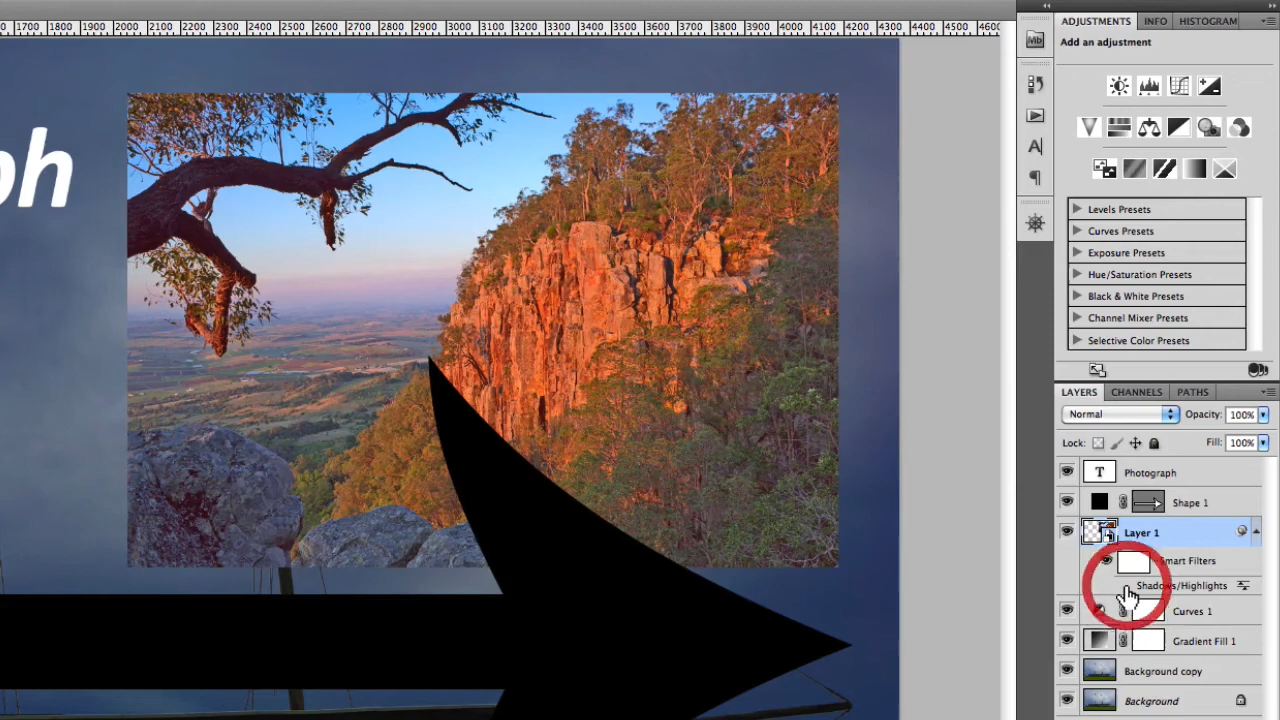 1700 1800 1900 2000 2100 2200 2300 2400 2500 2600 2700 2800 2900 3000 3100 3200 3300 3400 3500 3600 3700 3800 3900 4000 4100 4200 4300 4400 4500 4600
ph
Mb
A
ADJUSTMENTS INFO HISTOGRAM
Add an adjustment
Levels Presets
Curves Presets
Exposure Presets
Hue/Saturation Presets
Black & White Presets
Channel Mixer Presets
Selective Color Presets
LAYERS CHANNELS PATHS
Normal Opacity: 100%
Lock: Fill: 100%
T Photograph
Shape 1
Layer 1
Smart Filters
Shadows/Highlights
Curves 1
Gradient Fill 1
Background copy
Background